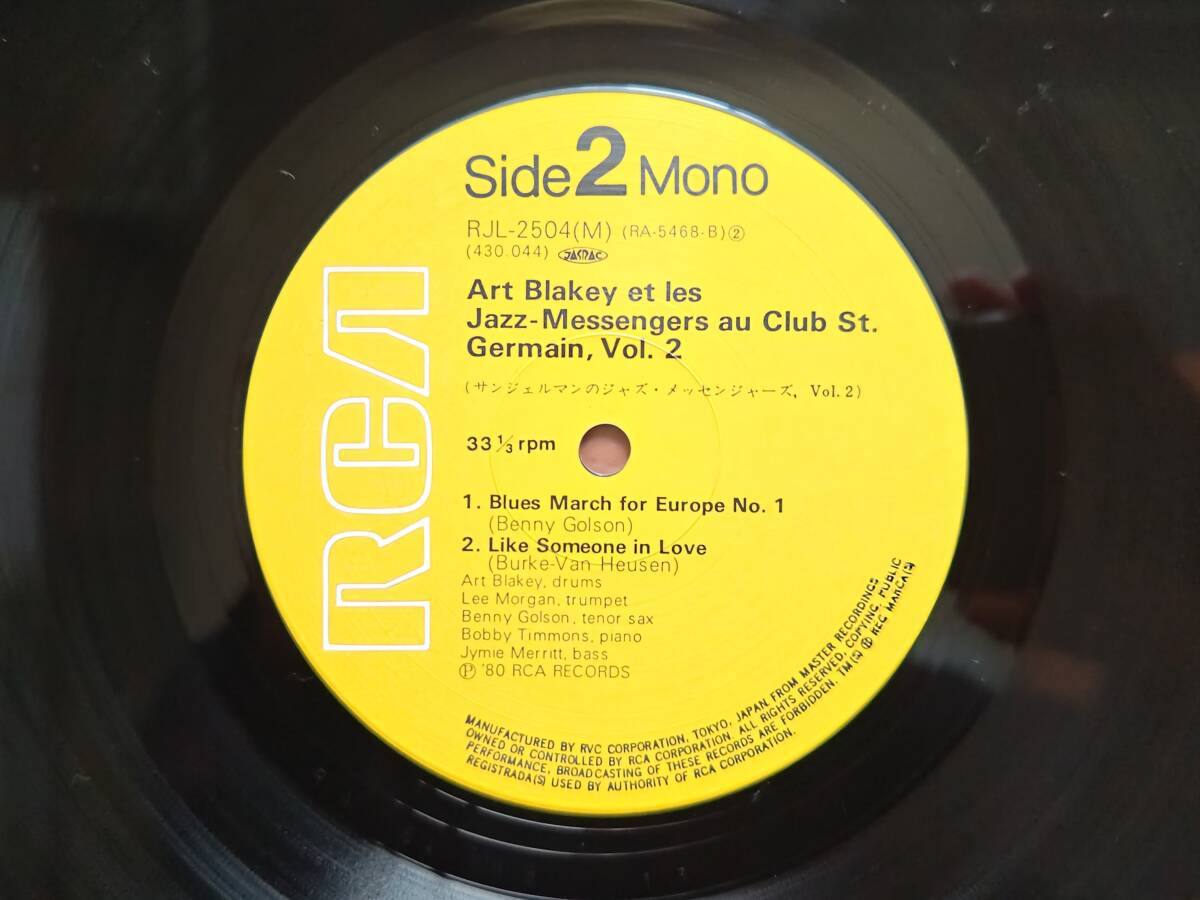 Side 2 Mono
RJL-2504(M) (RA-5468-B)②
(430.044) JASRAC
Art Blakey et les
Jazz-Messengers au Club St.
Germain, Vol. 2
(サンジェルマンのジャズ・メッセンジャーズ, Vol.2)
33 1/3 rpm
1. Blues March for Europe No. 1
(Benny Golson)
2. Like Someone in Love
(Burke-Van Heusen)
Art Blakey, drums
Lee Morgan, trumpet
Benny Golson, tenor sax
Bobby Timmons, piano
Jymie Merritt, bass
Ⓟ '80 RCA RECORDS
RCA
MANUFACTURED BY RVC CORPORATION, TOKYO, JAPAN, FROM MASTER RECORDINGS
OWNED OR CONTROLLED BY RCA CORPORATION. ALL RIGHTS RESERVED. COPYING, PUBLIC
PERFORMANCE, BROADCASTING OF THESE RECORDS ARE FORBIDDEN. TM(S) ® REG MARCA(S)
REGISTRADA(S) USED BY AUTHORITY OF RCA CORPORATION.